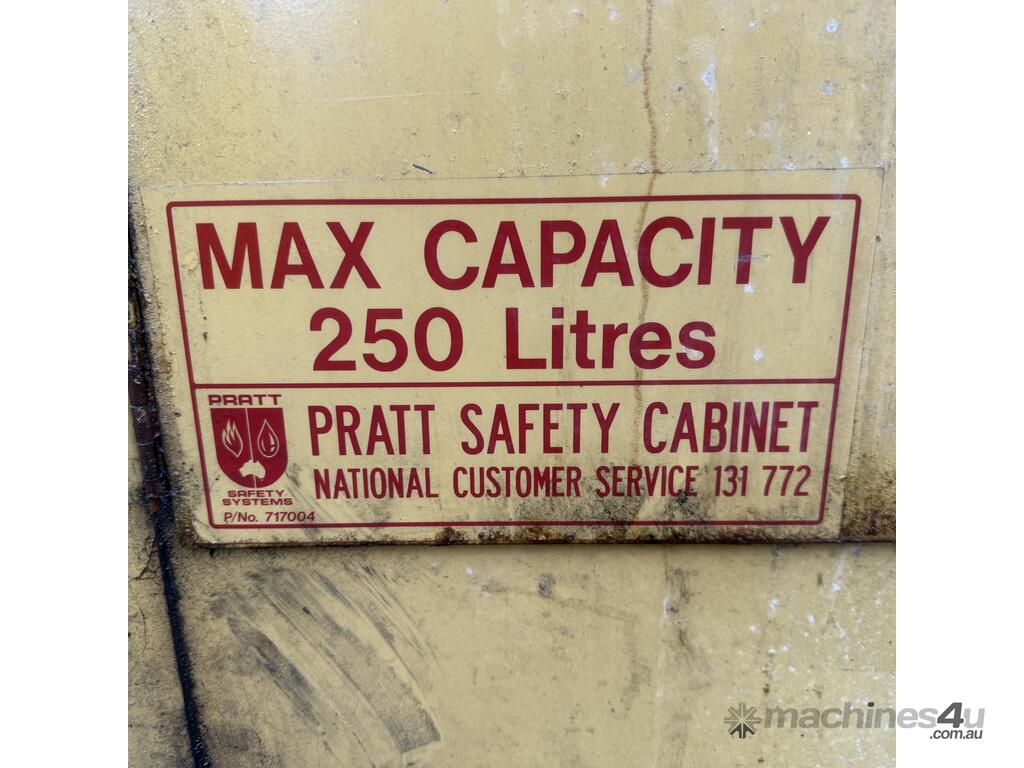 MAX CAPACITY
250 Litres
PRATT
SAFETY
SYSTEMS
P/No. 717004
PRATT SAFETY CABINET
NATIONAL CUSTOMER SERVICE 131 772
machines4u
.com.au